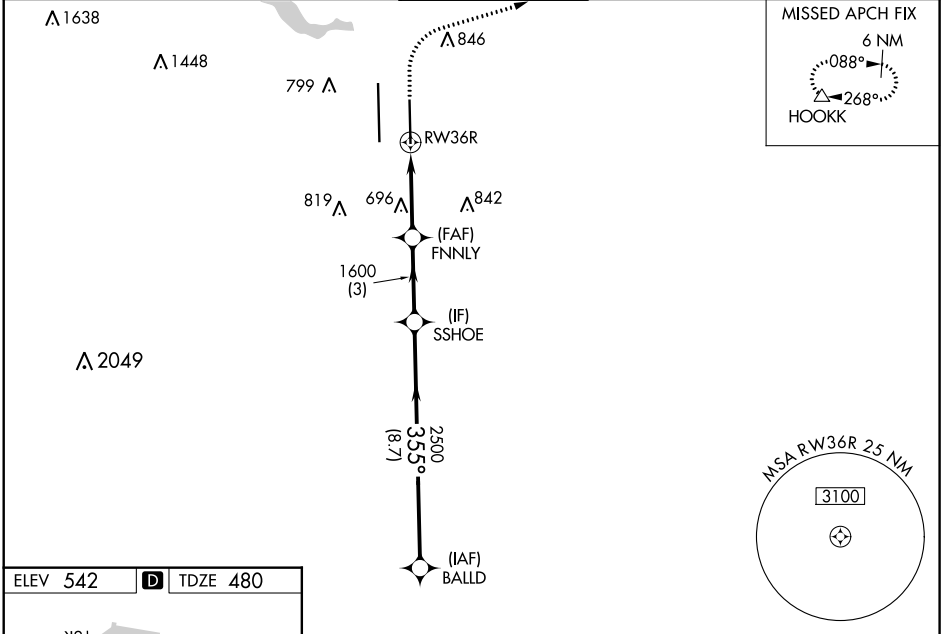 1638
1448
799
846
MISSED APCH FIX
6 NM
088°
268°
HOOKK
RW36R
819
696
842
(FAF)
FNNLY
1600
(3)
(IF)
SSHOE
2049
2500
355°
(8.7)
MSA RW36R 25 NM
3100
(IAF)
BALLD
ELEV 542 D TDZE 480